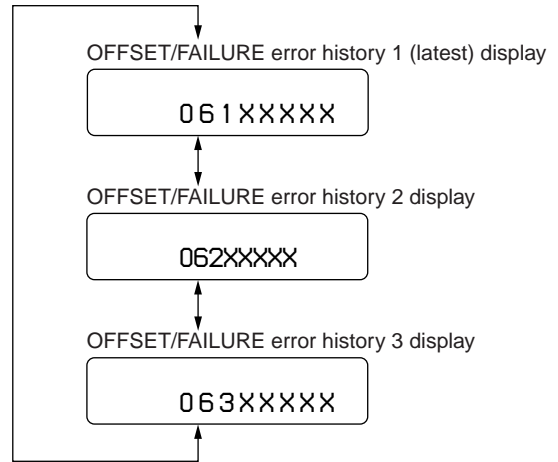 OFFSET/FAILURE error history 1 (latest) display
061XXXXX
OFFSET/FAILURE error history 2 display
062XXXXX
OFFSET/FAILURE error history 3 display
063XXXXX